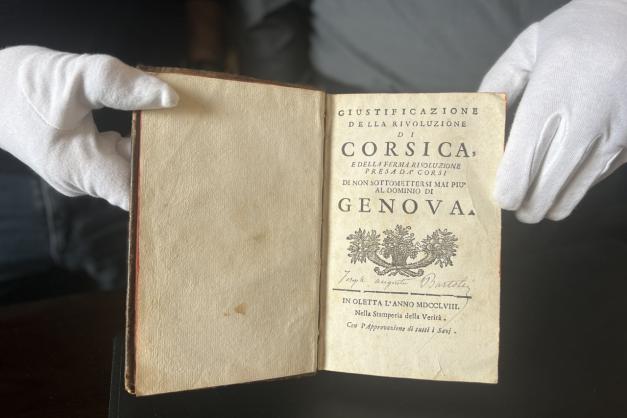 GIUSTIFICAZIONE
DELLA RIVOLUZIONE
DI
CORSICA,
E DELLA FERMA RISOLUZIONE
PRESA DA' CORSI
DI NON SOTTOMETTERSI MAI PIU'
AL DOMINIO DI
GENOVA.
Joseph
IN OLETTA L'ANNO MDCCLVIII.
Nella Stamperia della Verità.
Con l'Approvazione di tutti i Savj.